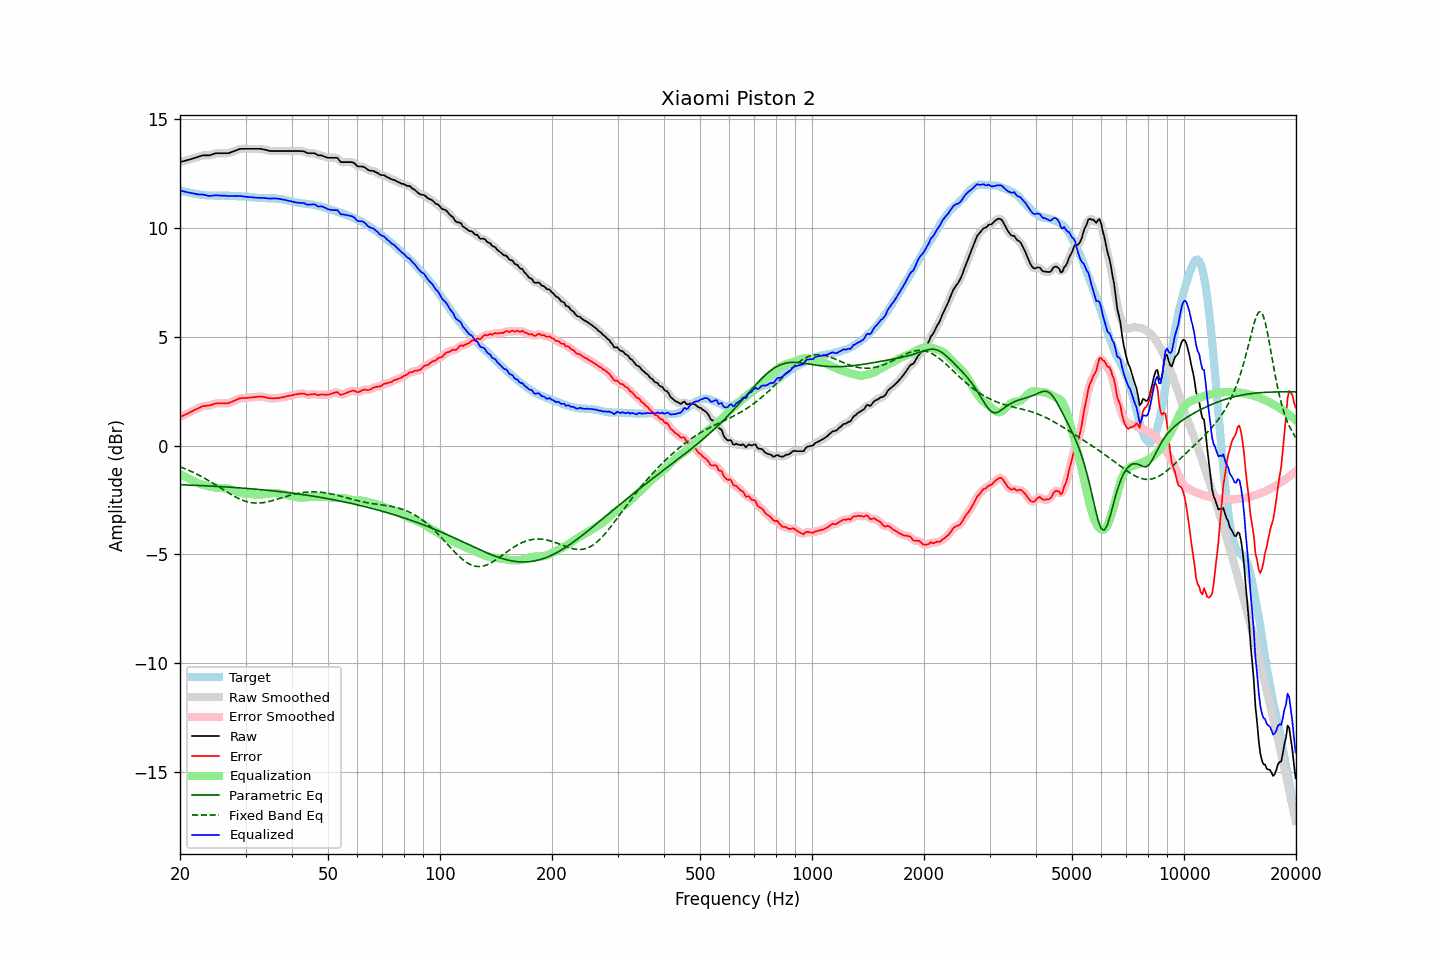 Xiaomi Piston 2
Amplitude (dBr)
15
10
5
0
−5
−10
−15
Target
Raw Smoothed
Error Smoothed
Raw
Error
Equalization
Parametric Eq
Fixed Band Eq
Equalized
20
50
100
200
500
1000
2000
5000
10000
20000
Frequency (Hz)